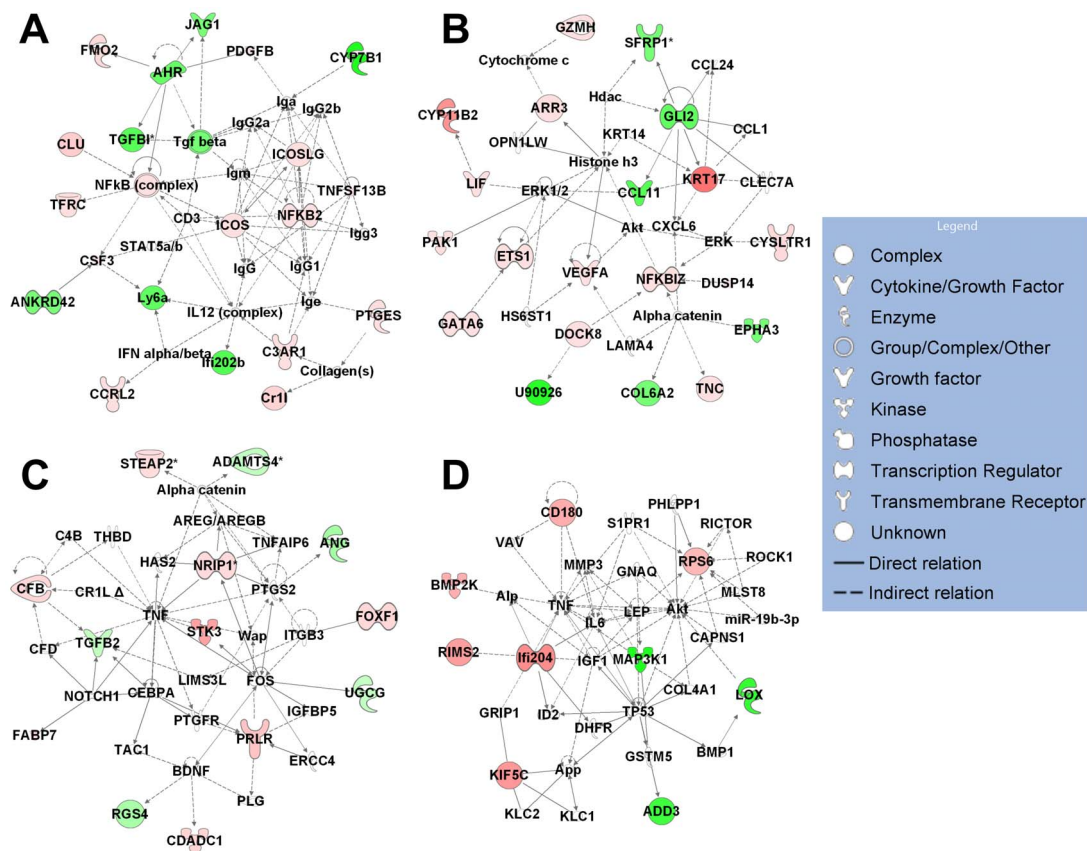 A
JAG1
FMO2
PDGFB
AHR
CYP7B1
Iga
IgG2b
IgG2a
TGFBI*
Tgf beta
CLU
ICOSLG
Igm
NFkB (complex)
TNFSF13B
TFRC
CD3
ICOS
NFKB2
Igg3
STAT5a/b
CSF3
IgG
IgG1
ANKRD42
Ly6a
Ige
IL12 (complex)
PTGES
IFN alpha/beta
Ifi202b
C3AR1
Collagen(s)
CCRL2
Cr1l
B
GZMH
SFRP1*
Cytochrome c
CCL24
CYP11B2
ARR3
Hdac
GLI2
OPN1LW
KRT14
CCL1
Histone h3
LIF
ERK1/2
CCL11
KRT17
CLEC7A
PAK1
Akt
CXCL6
ERK
CYSLTR1
ETS1
VEGFA
NFKBIZ
DUSP14
GATA6
HS6ST1
Alpha catenin
DOCK8
LAMA4
EPHA3
U90926
COL6A2
TNC
Legend
Complex
Cytokine/Growth Factor
Enzyme
Group/Complex/Other
Growth factor
Kinase
Phosphatase
Transcription Regulator
Transmembrane Receptor
Unknown
Direct relation
Indirect relation
C
STEAP2*
ADAMTS4*
Alpha catenin
AREG/AREGB
C4B
THBD
TNFAIP6
ANG
HAS2
NRIP1*
CFB
CR1L Δ
PTGS2
TNF
FOXF1
STK3
Wap
ITGB3
CFD
TGFB2
LIMS3L
FOS
NOTCH1
CEBPA
UGCG
IGFBP5
FABP7
PTGFR
TAC1
PRLR
ERCC4
BDNF
PLG
RGS4
CDADC1
D
PHLPP1
CD180
S1PR1
RICTOR
VAV
MMP3
RPS6
ROCK1
BMP2K
GNAQ
Alp
MLST8
TNF
LEP
Akt
IL6
miR-19b-3p
CAPNS1
RIMS2
Ifi204
IGF1
MAP3K1
COL4A1
LOX
GRIP1
ID2
TP53
DHFR
BMP1
KIF5C
App
GSTM5
KLC2
KLC1
ADD3